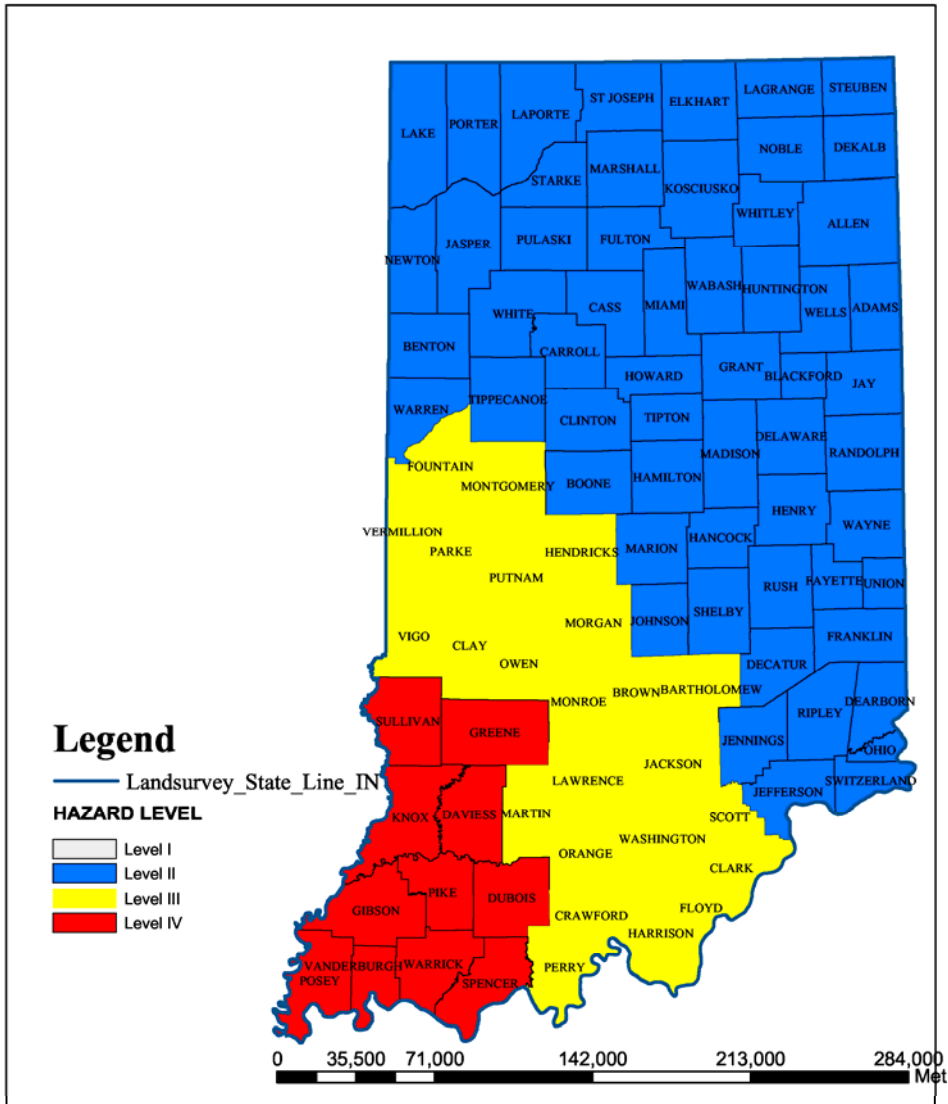 LAGRANGE
STEUBEN
ST JOSEPH
ELKHART
LAPORTE
PORTER
LAKE
NOBLE
DEKALB
MARSHALL
STARKE
KOSCIUSKO
WHITLEY
ALLEN
PULASKI
FULTON
JASPER
NEWTON
WABASH
HUNTINGTON
MIAMI
CASS
WHITE
WELLS
ADAMS
BENTON
CARROLL
GRANT
HOWARD
BLACKFORD
JAY
TIPPECANOE
WARREN
CLINTON
TIPTON
DELAWARE
MADISON
RANDOLPH
FOUNTAIN
MONTGOMERY
BOONE
HAMILTON
HENRY
WAYNE
VERMILLION
PARKE
HENDRICKS
MARION
HANCOCK
PUTNAM
RUSH
FAYETTE
UNION
SHELBY
JOHNSON
MORGAN
VIGO
CLAY
FRANKLIN
OWEN
DECATUR
MONROE
BROWN
BARTHOLOMEW
DEARBORN
RIPLEY
SULLIVAN
GREENE
JENNINGS
OHIO
JACKSON
LAWRENCE
SWITZERLAND
JEFFERSON
KNOX
DAVIESS
MARTIN
SCOTT
WASHINGTON
ORANGE
CLARK
PIKE
DUBOIS
GIBSON
CRAWFORD
FLOYD
HARRISON
VANDERBURGH
WARRICK
PERRY
POSEY
SPENCER
Legend
Landsurvey_State_Line_IN
HAZARD LEVEL
Level I
Level II
Level III
Level IV
0 35,500 71,000 142,000 213,000 284,000
Met